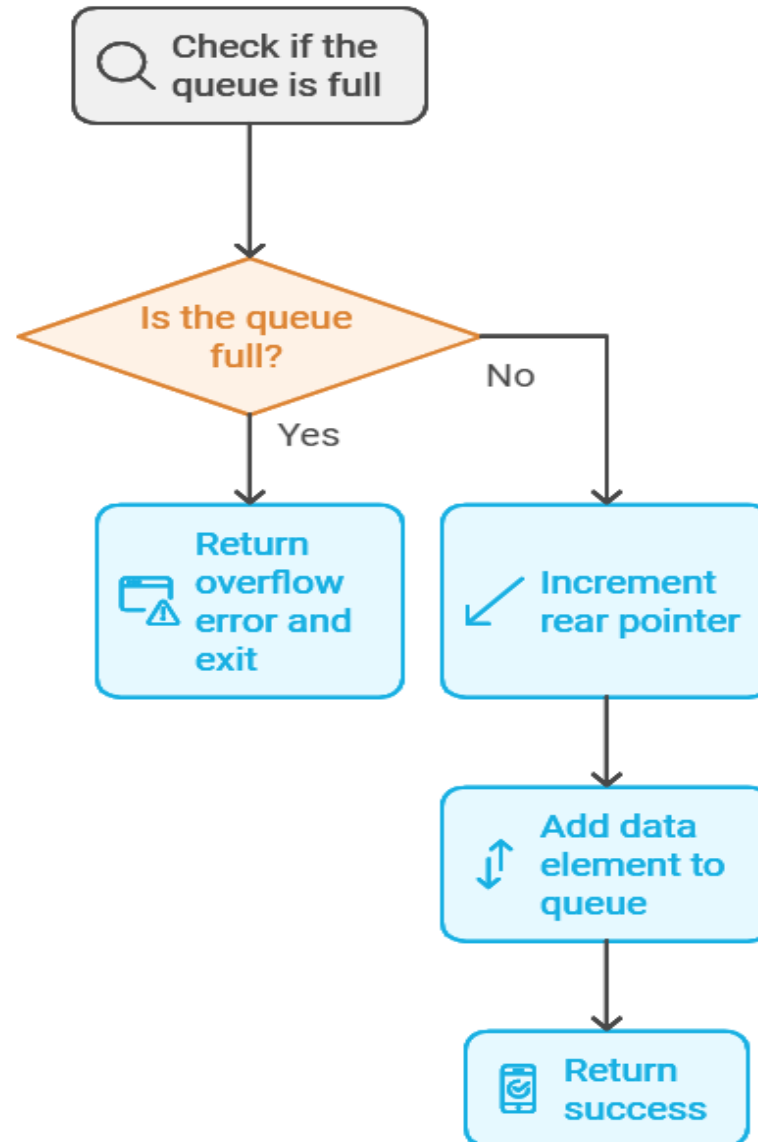 Check if the
queue is full
Is the queue
full?
No
Yes
Return
overflow
error and
exit
Increment
rear pointer
Add data
element to
queue
Return
success